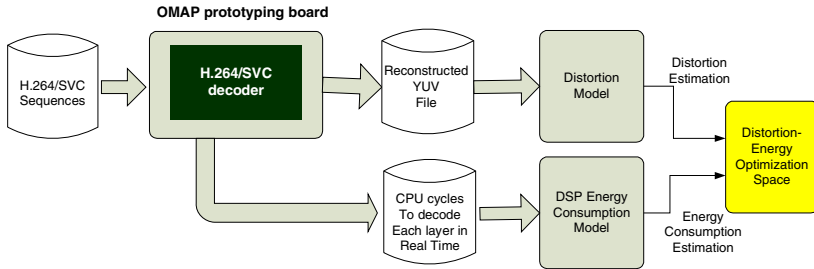 OMAP prototyping board
H.264/SVC
Sequences
H.264/SVC
decoder
Reconstructed
YUV
File
Distortion
Model
Distortion
Estimation
Distortion-
Energy
Optimization
Space
CPU cycles
To decode
Each layer in
Real Time
DSP Energy
Consumption
Model
Energy
Consumption
Estimation